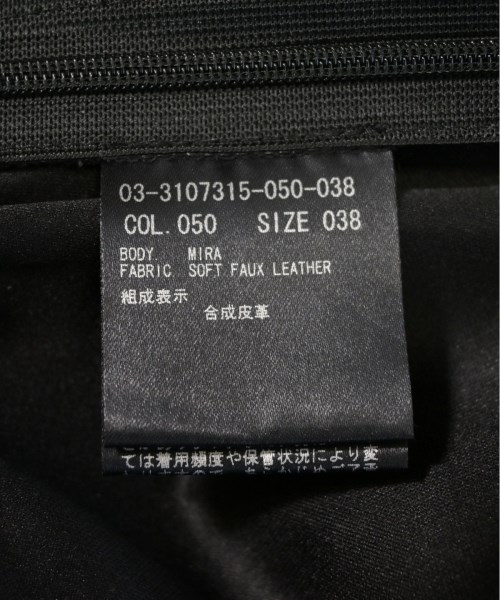 03-3107315-050-038
COL.050 SIZE 038
BODY. MIRA
FABRIC SOFT FAUX LEATHER
組成表示
合成皮革
ては着用頻度や保管状況により変